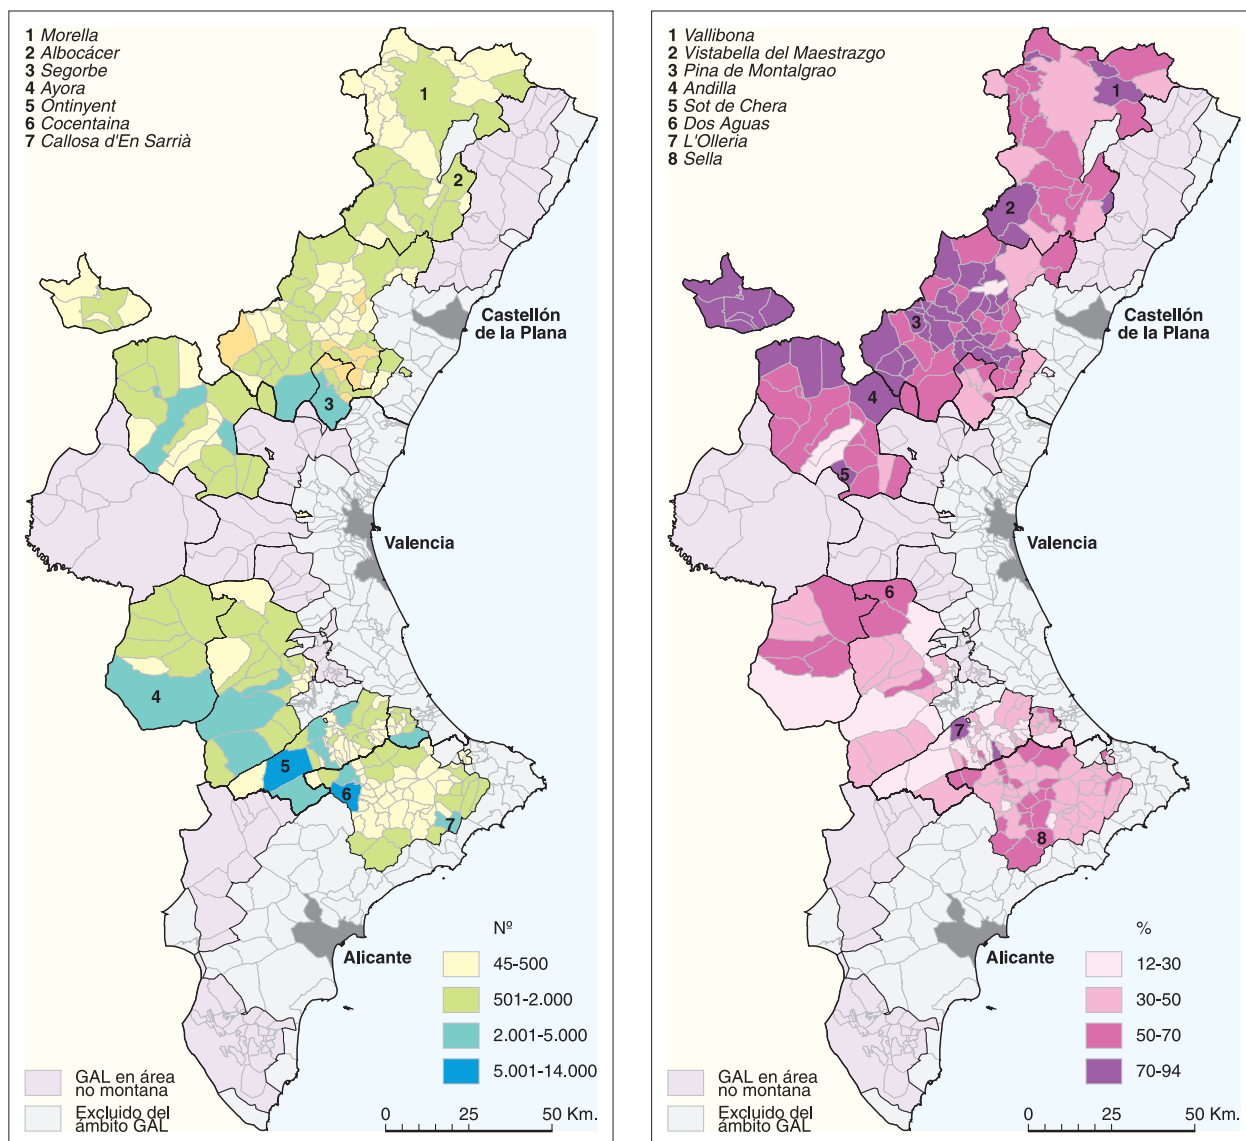 1 Morella
2 Albocácer
3 Segorbe
4 Ayora
5 Ontinyent
6 Cocentaina
7 Callosa d'En Sarrià
1
2
3
4
5
6
7
Castellón
de la Plana
Valencia
Alicante
Nº
45-500
501-2.000
2.001-5.000
5.001-14.000
GAL en área
no montana
Excluido del
ámbito GAL
0 25 50 Km.
1 Vallibona
2 Vistabella del Maestrazgo
3 Pina de Montalgrao
4 Andilla
5 Sot de Chera
6 Dos Aguas
7 L'Olleria
8 Sella
1
2
3
4
5
6
7
8
Castellón
de la Plana
Valencia
Alicante
%
12-30
30-50
50-70
70-94
GAL en área
no montana
Excluido del
ámbito GAL
0 25 50 Km.